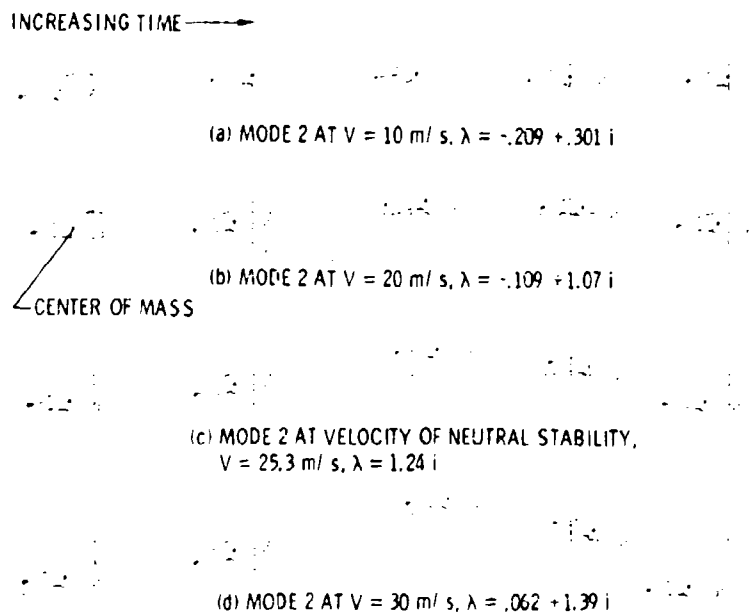 INCREASING TIME
(a) MODE 2 AT V = 10 m/s, λ = -.209 +.301 i
(b) MODE 2 AT V = 20 m/s, λ = -.109 +1.07 i
CENTER OF MASS
(c) MODE 2 AT VELOCITY OF NEUTRAL STABILITY,
V = 25.3 m/s, λ = 1.24 i
(d) MODE 2 AT V = 30 m/s, λ = .062 +1.39 i